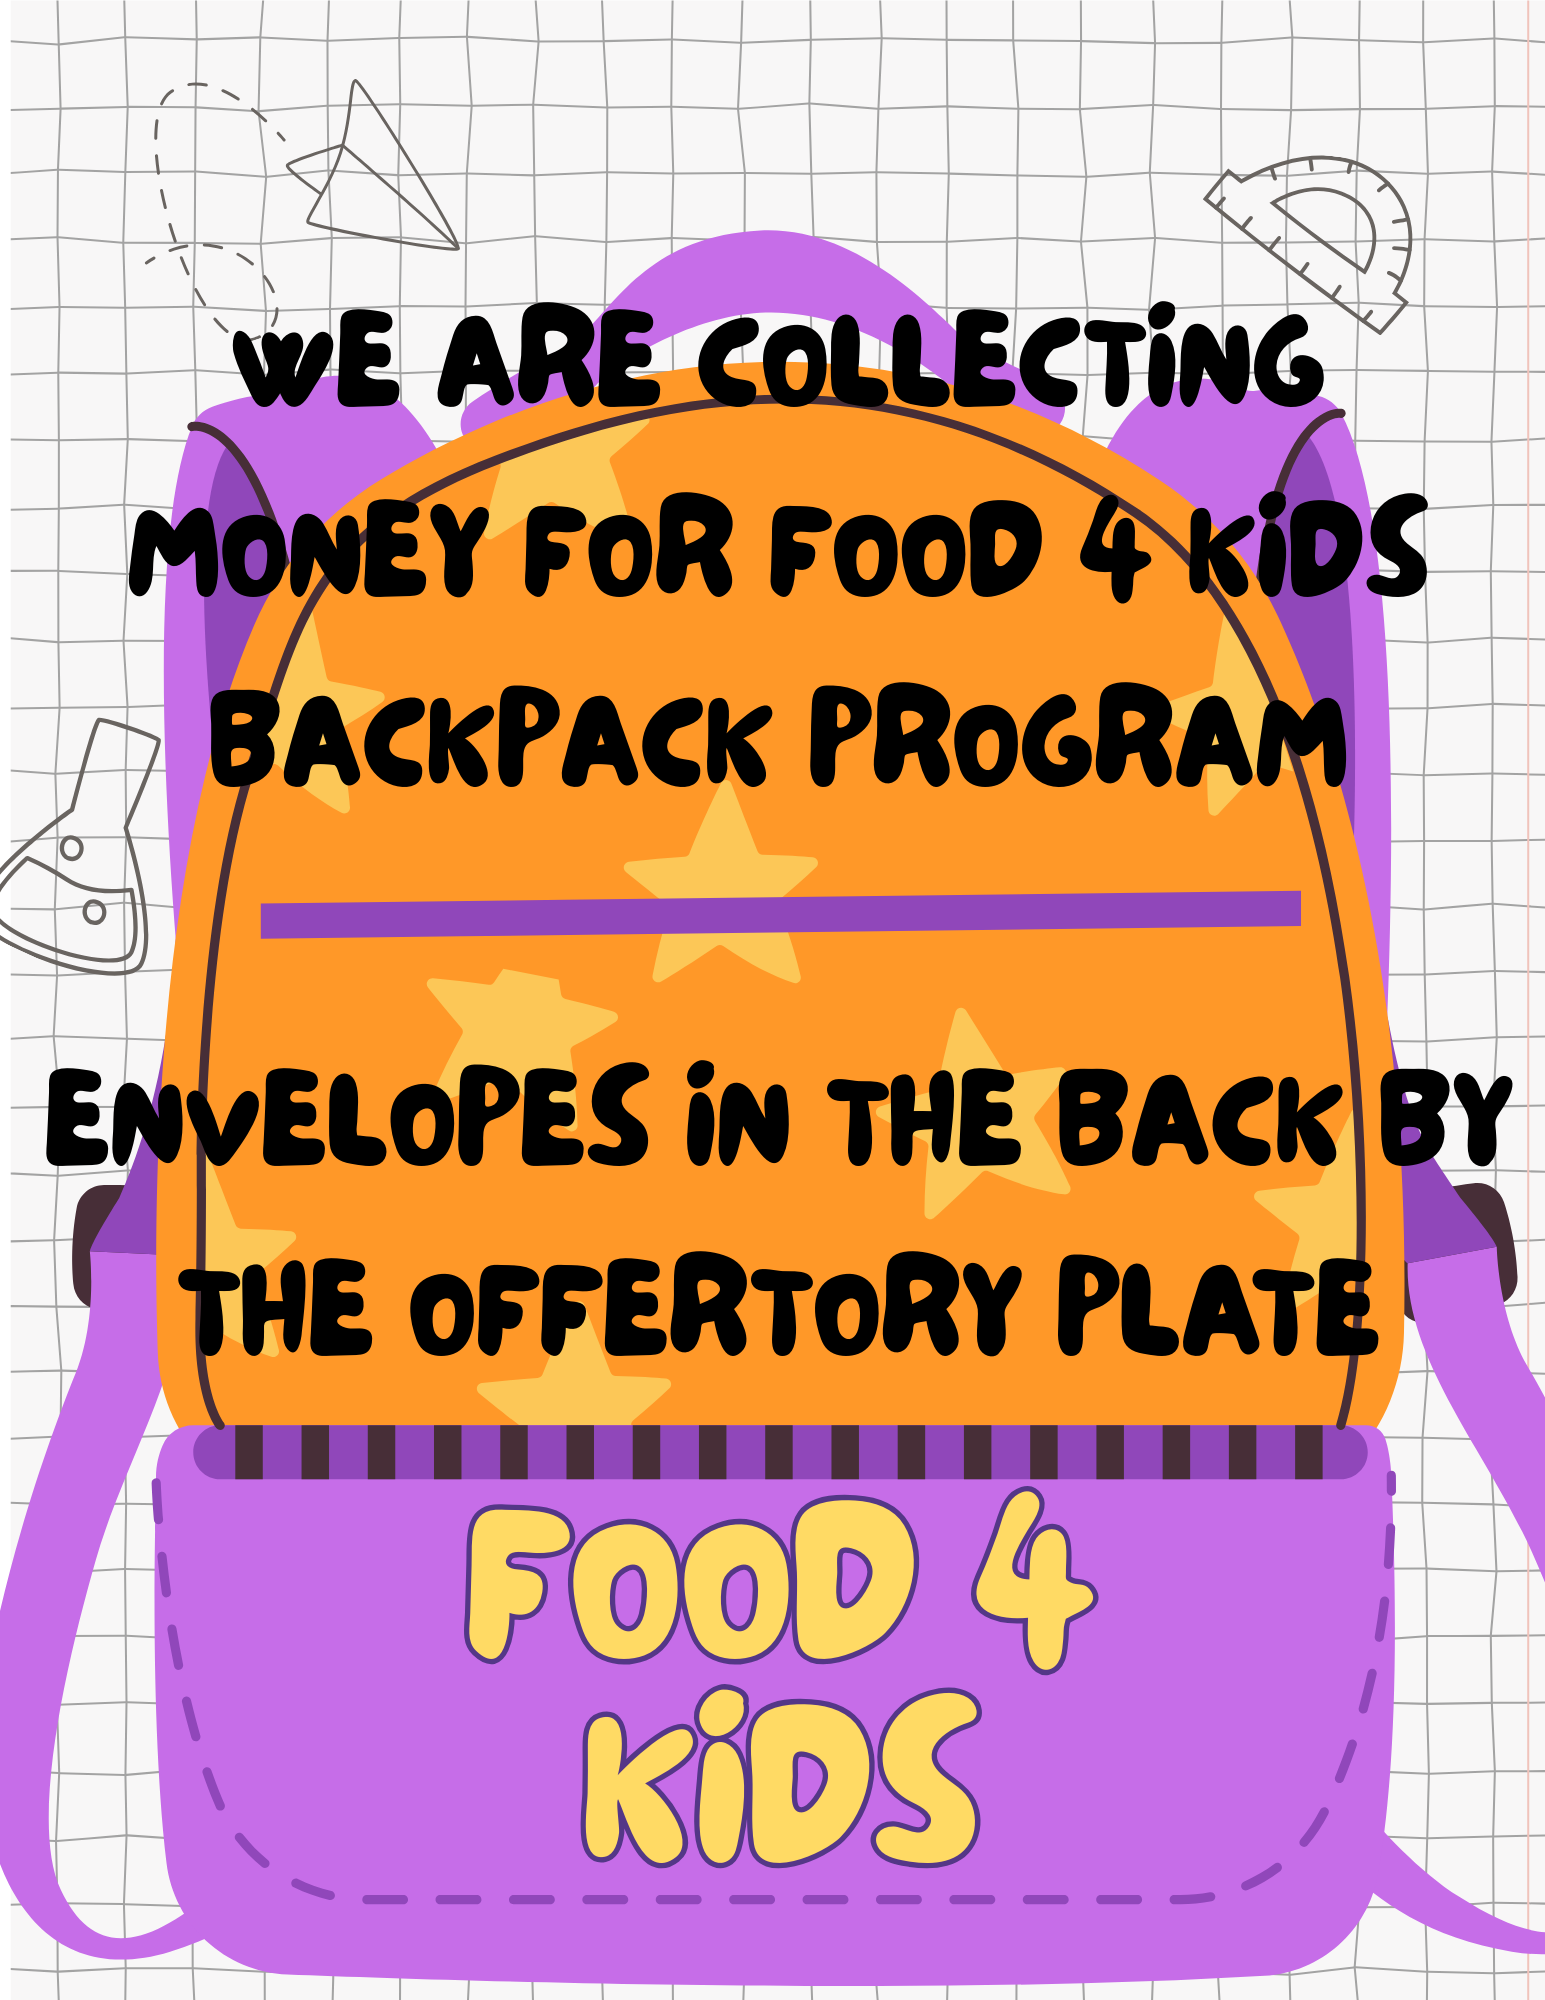 WE ARE COLLECTING
MONEY FOR FOOD 4 KiDS
BACKPACK PROGRAM
ENVELOPES iN THE BACK BY
THE OFFERTORY PLATE
FOOD 4
KiDS